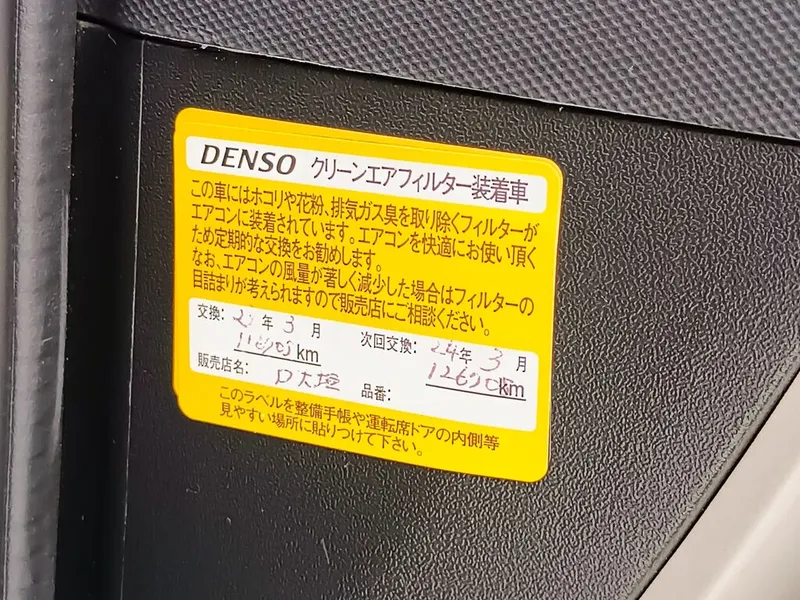 DENSO クリーンエアフィルター装着車
この車にはホコリや花粉、排気ガス臭を取り除くフィルターが
エアコンに装着されています。エアコンを快適にお使い頂く
ため定期的な交換をお勧めします。
なお、エアコンの風量が著しく減少した場合はフィルターの
目詰まりが考えられますので販売店にご相談ください。
交換: 年 3 月 次回交換: 24年 3 月
km km
販売店名: D大垣 品番:
このラベルを整備手帳や運転席ドアの内側等
見やすい場所に貼りつけて下さい。